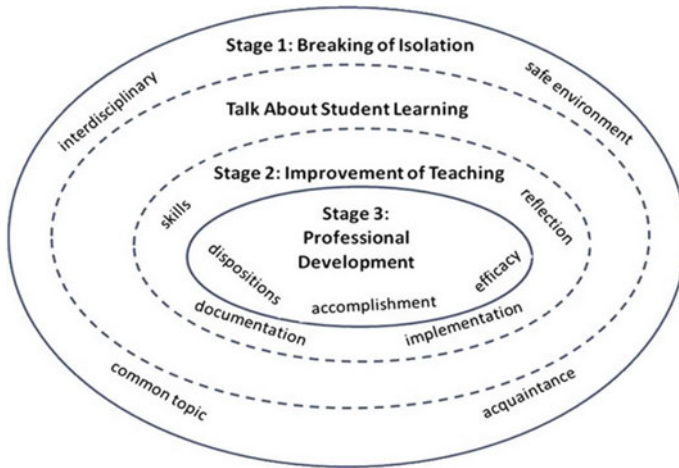 Stage 1: Breaking of Isolation
interdisciplinary
safe environment
Talk About Student Learning
Stage 2: Improvement of Teaching
skills
reflection
Stage 3:
Professional
Development
dispositions
efficacy
accomplishment
documentation
implementation
common topic
acquaintance